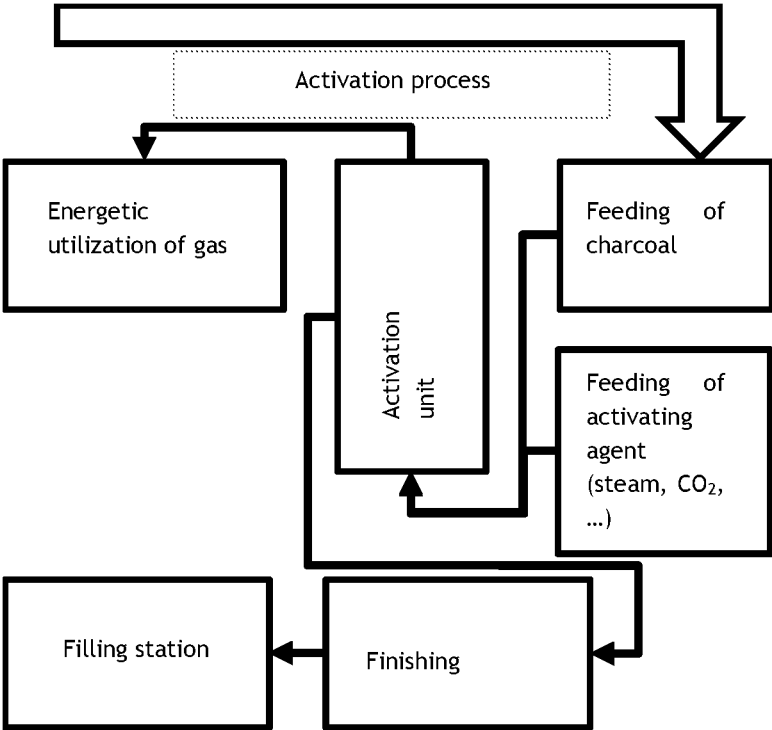 Activation process
Energetic
utilization of gas
Activation
unit
Feeding of
charcoal
Feeding of
activating
agent
(steam, CO₂,
…)
Filling station
Finishing